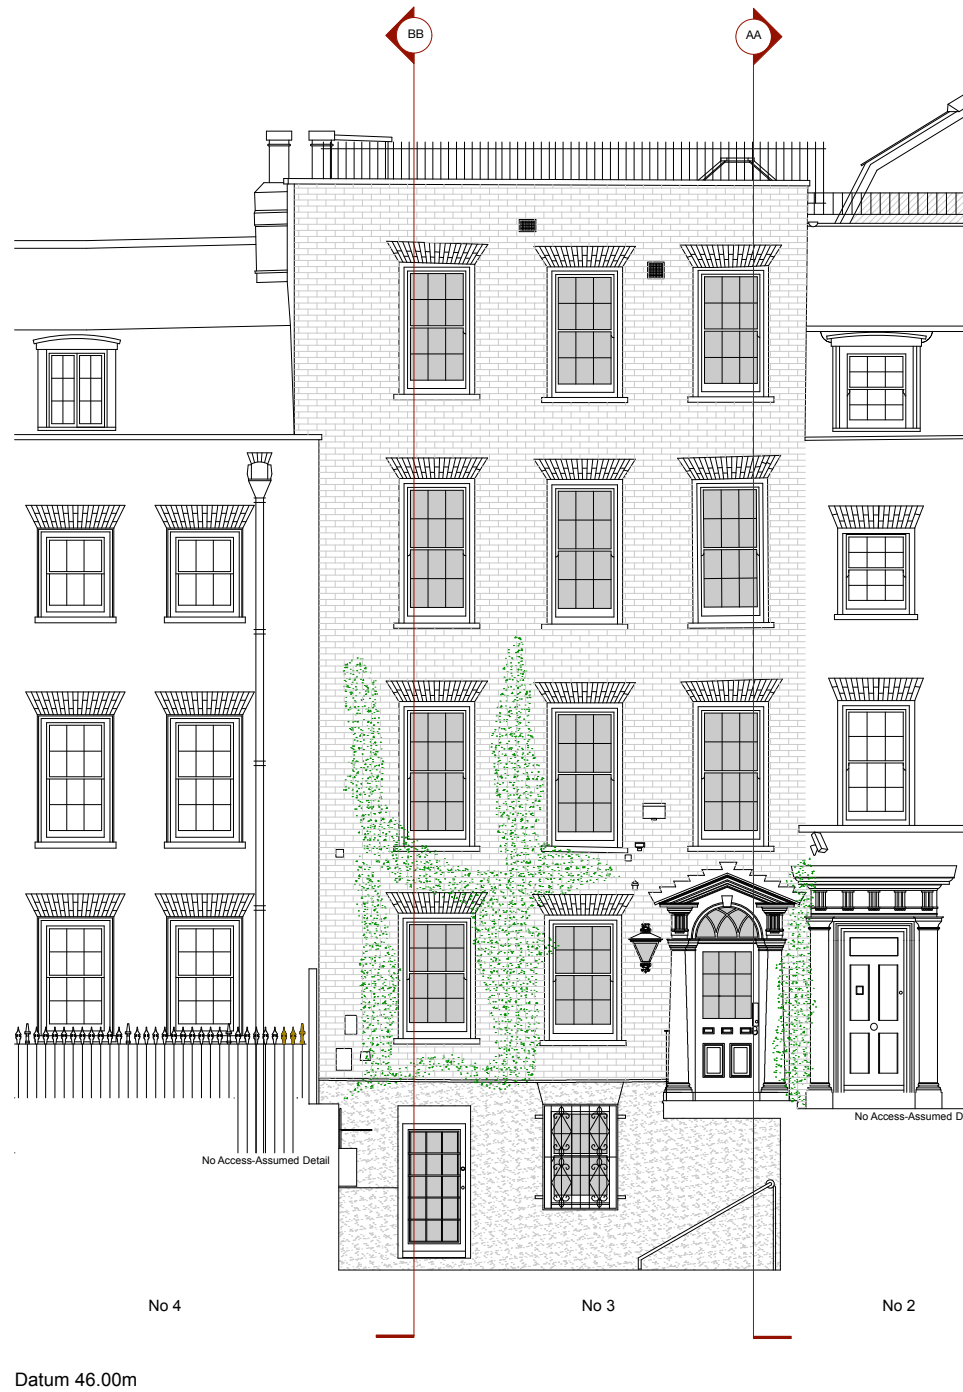 BB
AA
No Access-Assumed D
No Access-Assumed Detail
No 4
No 3
No 2
Datum 46.00m